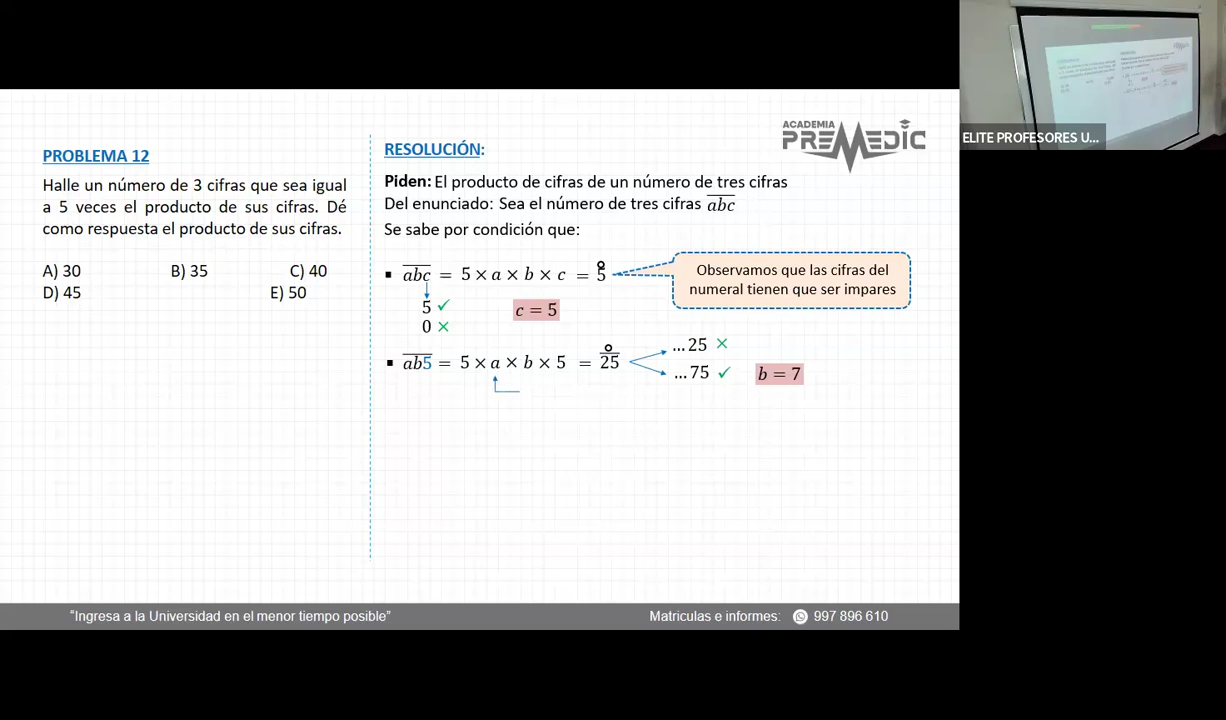 ACADEMIA
PREMEDIC
ELITE PROFESORES U...
PROBLEMA 12
Halle un número de 3 cifras que sea igual
a 5 veces el producto de sus cifras. Dé
como respuesta el producto de sus cifras.
A) 30 B) 35 C) 40
D) 45 E) 50
RESOLUCIÓN:
Piden: El producto de cifras de un número de tres cifras
Del enunciado: Sea el número de tres cifras a̅b̅c̅
Se sabe por condición que:
▪ a̅b̅c̅ = 5 × a × b × c = 5̊
Observamos que las cifras del
numeral tienen que ser impares
5 ✓
0 ×
c = 5
▪ a̅b̅5̅ = 5 × a × b × 5 = 2̅5̅̊
...25 ×
...75 ✓
b = 7
“Ingresa a la Universidad en el menor tiempo posible”
Matriculas e informes: 997 896 610